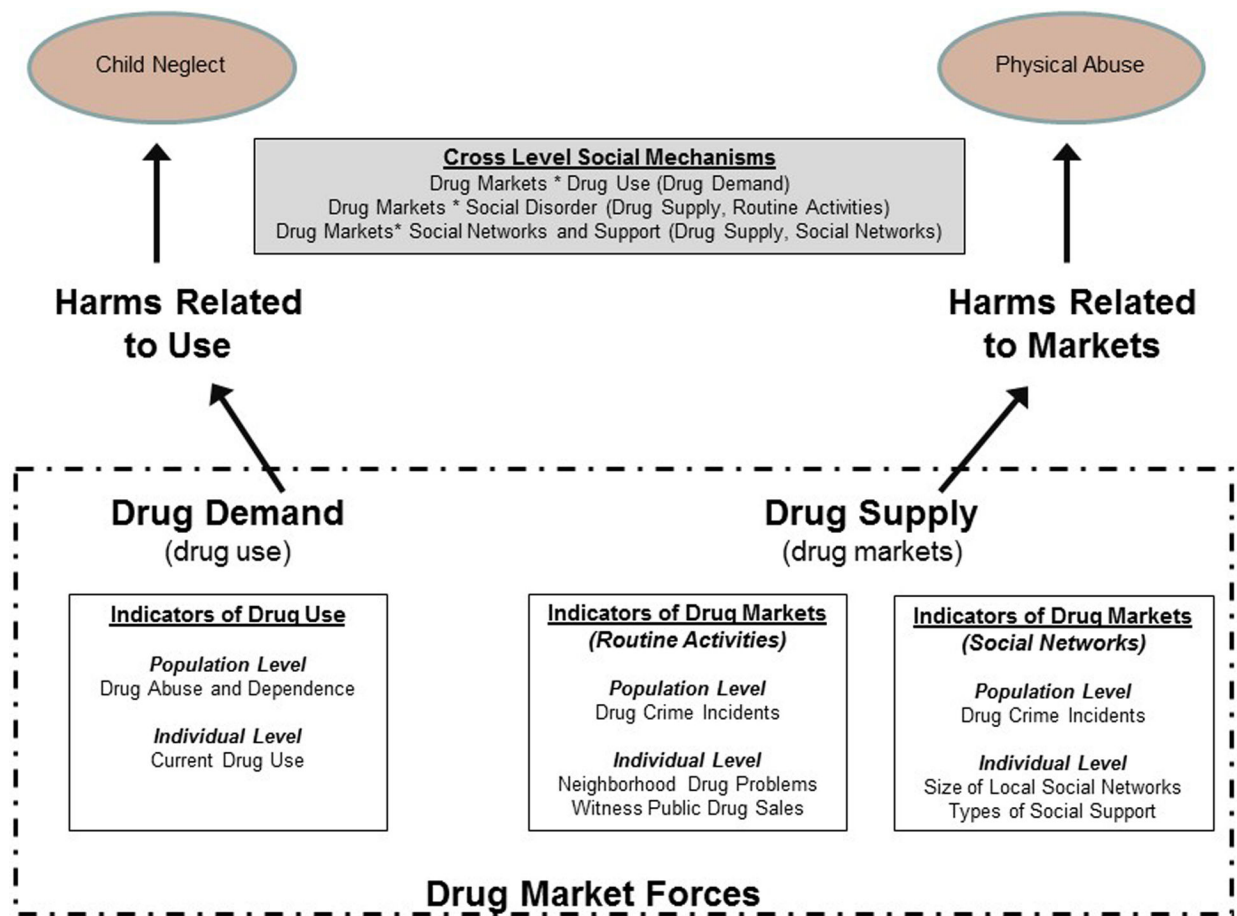 Child Neglect
Physical Abuse
Cross Level Social Mechanisms
Drug Markets * Drug Use (Drug Demand)
Drug Markets * Social Disorder (Drug Supply, Routine Activities)
Drug Markets* Social Networks and Support (Drug Supply, Social Networks)
Harms Related
to Use
Harms Related
to Markets
Drug Demand
(drug use)
Drug Supply
(drug markets)
Indicators of Drug Use
Population Level
Drug Abuse and Dependence
Individual Level
Current Drug Use
Indicators of Drug Markets
(Routine Activities)
Population Level
Drug Crime Incidents
Individual Level
Neighborhood Drug Problems
Witness Public Drug Sales
Indicators of Drug Markets
(Social Networks)
Population Level
Drug Crime Incidents
Individual Level
Size of Local Social Networks
Types of Social Support
Drug Market Forces